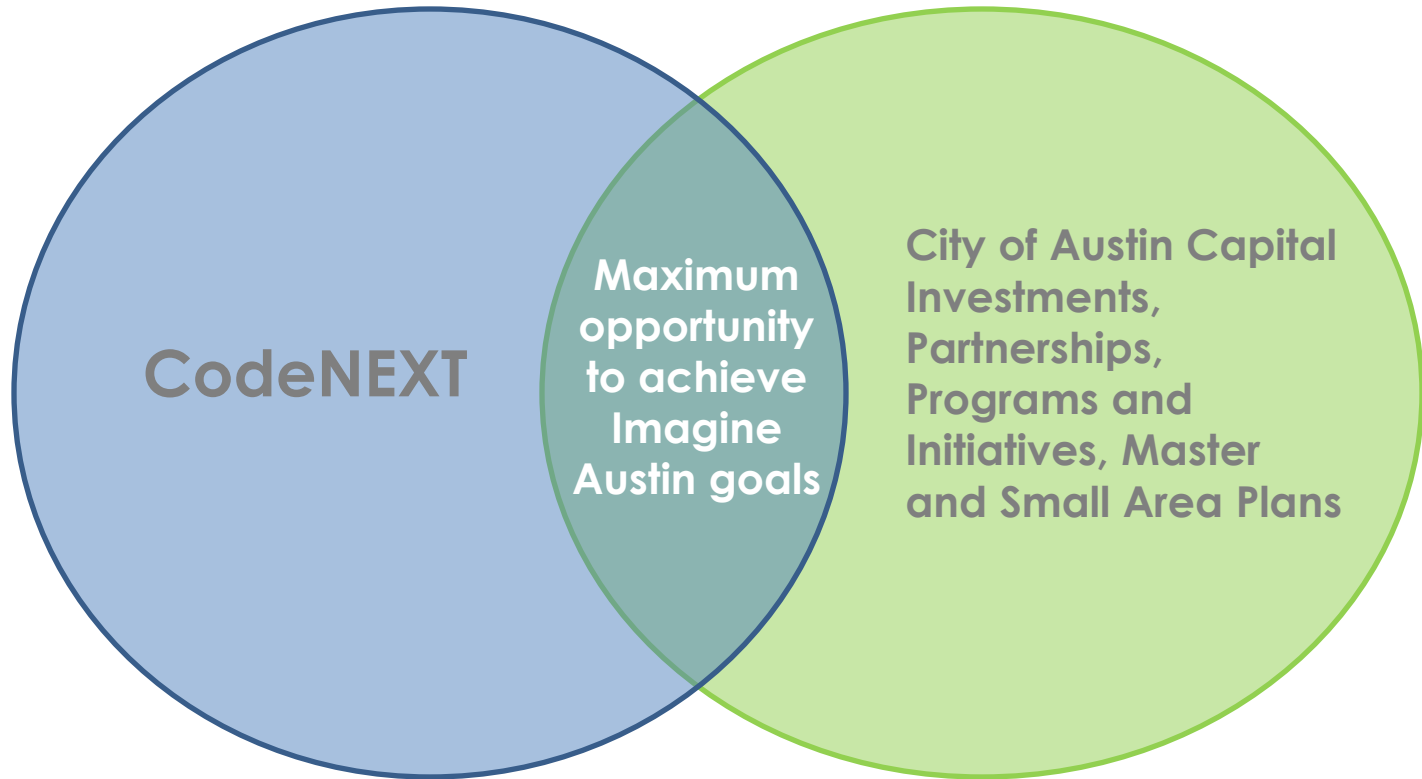 CodeNEXT
Maximum
opportunity
to achieve
Imagine
Austin goals
City of Austin Capital
Investments,
Partnerships,
Programs and
Initiatives, Master
and Small Area Plans